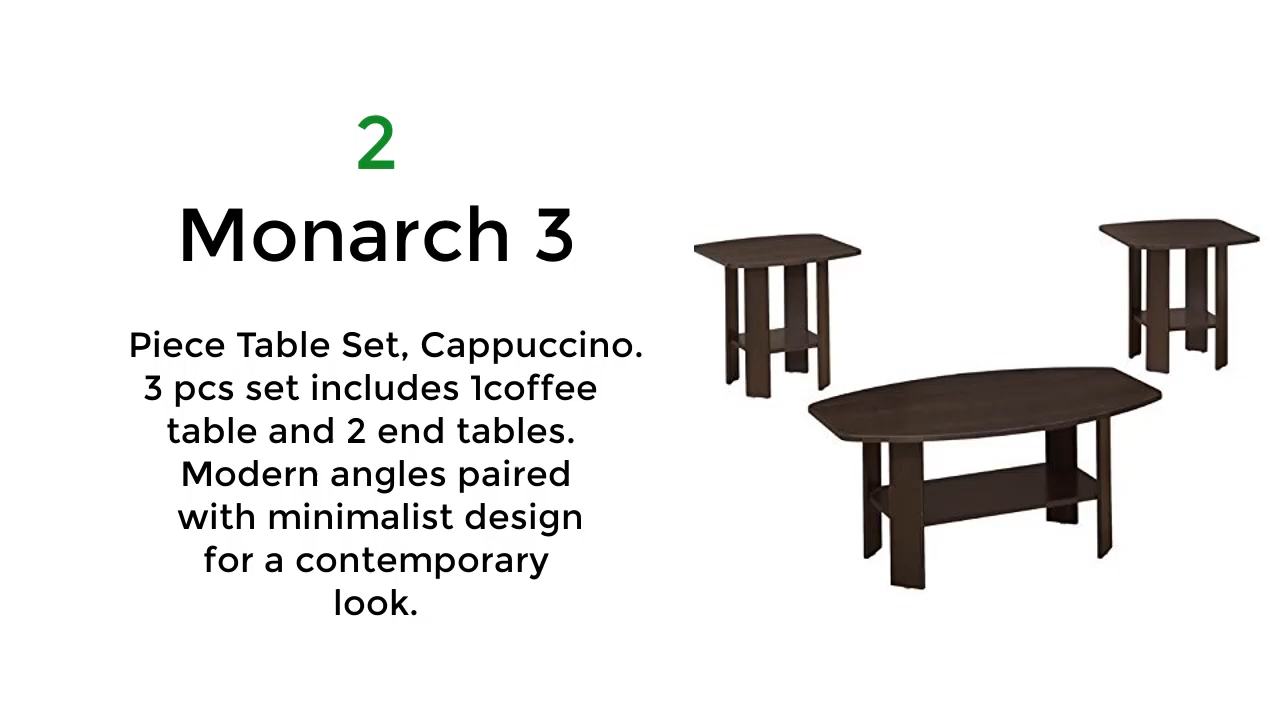 2
Monarch 3
Piece Table Set, Cappuccino.
3 pcs set includes 1coffee
table and 2 end tables.
Modern angles paired
with minimalist design
for a contemporary
look.